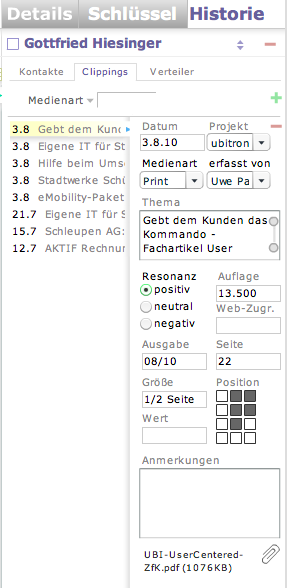 Details Schlüssel Historie
Gottfried Hiesinger
Kontakte Clippings Verteiler
Medienart
3.8 Gebt dem Kund
3.8 Eigene IT für St
3.8 Hilfe beim Ums
3.8 Stadtwerke Sch
3.8 eMobility-Paket
21.7 Eigene IT für S
15.7 Schleupen AG:
12.7 AKTIF Rechnu
Datum Projekt
3.8.10 ubitron
Medienart erfasst von
Print Uwe Pa
Thema
Gebt dem Kunden das
Kommando -
Fachartikel User
Resonanz Auflage
positiv 13.500
neutral Web-Zugr.
negativ
Ausgabe Seite
08/10 22
Größe Position
1/2 Seite
Wert
Anmerkungen
UBI-UserCentered-
ZfK.pdf (1076KB)